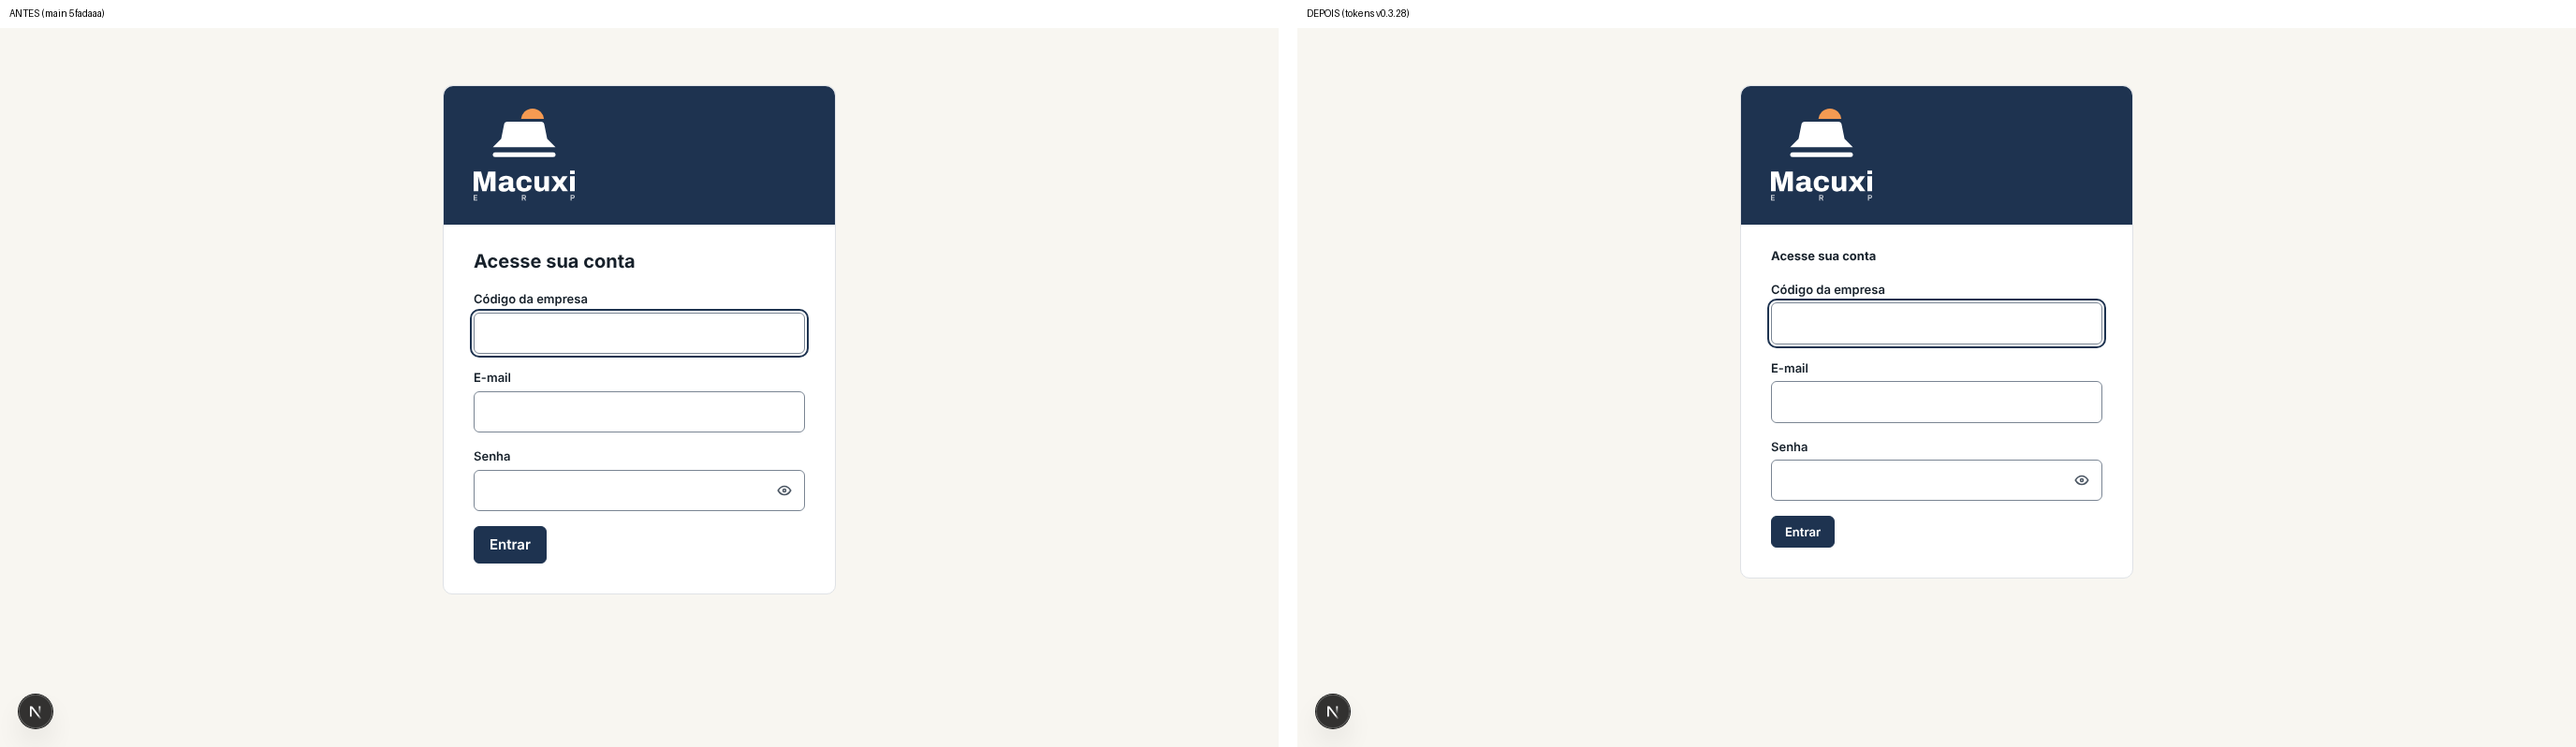 ANTES (main 5fadaaa)
Macuxi
E R P
Acesse sua conta
Código da empresa
E-mail
Senha
Entrar
N
DEPOIS (tokens v0.3.28)
Macuxi
E R P
Acesse sua conta
Código da empresa
E-mail
Senha
Entrar
N